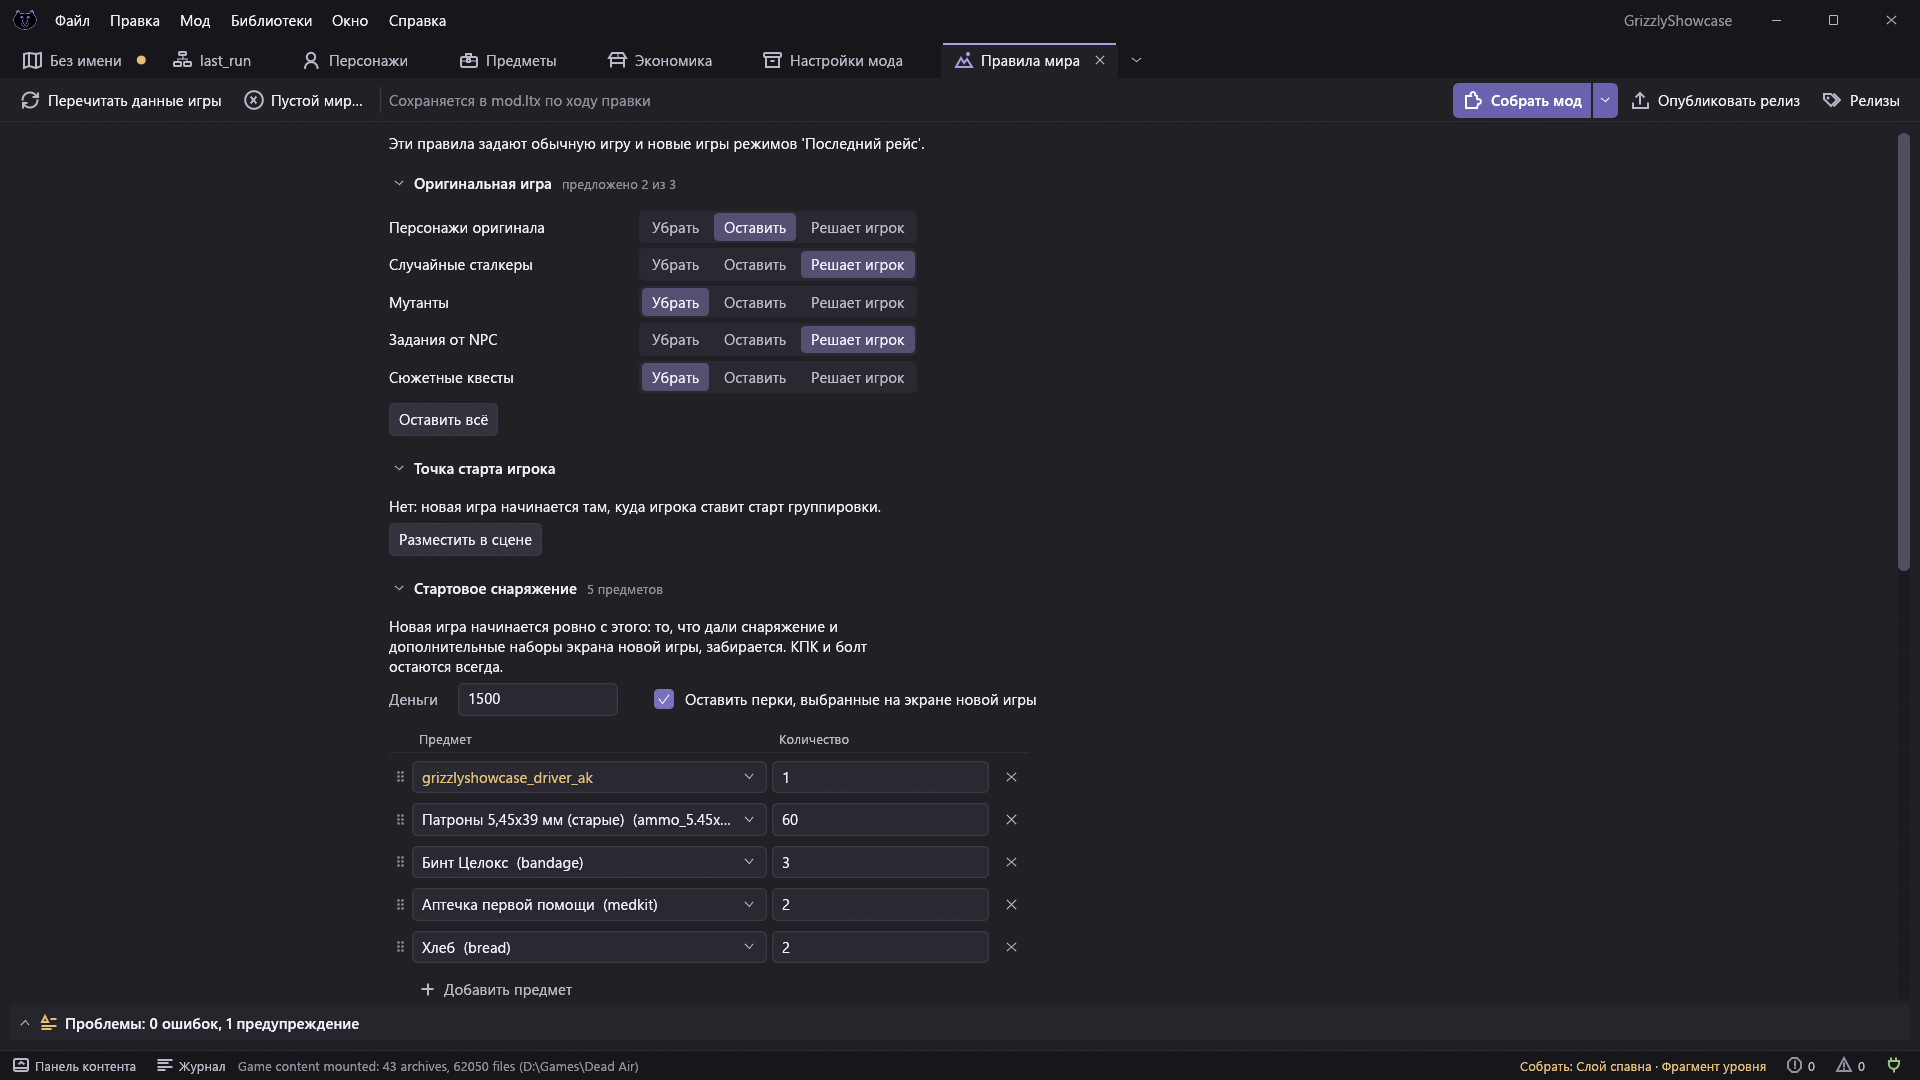 Файл Правка Мод Библиотеки Окно Справка GrizzlyShowcase
Без имени last_run Персонажи Предметы Экономика Настройки мода Правила мира
Перечитать данные игры Пустой мир... Сохраняется в mod.ltx по ходу правки Собрать мод Опубликовать релиз Релизы
Эти правила задают обычную игру и новые игры режимов 'Последний рейс'.
Оригинальная игра предложено 2 из 3
Персонажи оригинала Убрать Оставить Решает игрок
Случайные сталкеры Убрать Оставить Решает игрок
Мутанты Убрать Оставить Решает игрок
Задания от NPC Убрать Оставить Решает игрок
Сюжетные квесты Убрать Оставить Решает игрок
Оставить всё
Точка старта игрока
Нет: новая игра начинается там, куда игрока ставит старт группировки.
Разместить в сцене
Стартовое снаряжение 5 предметов
Новая игра начинается ровно с этого: то, что дали снаряжение и
дополнительные наборы экрана новой игры, забирается. КПК и болт
остаются всегда.
Деньги 1500 Оставить перки, выбранные на экране новой игры
Предмет Количество
grizzlyshowcase_driver_ak 1
Патроны 5,45x39 мм (старые) (ammo_5.45x... 60
Бинт Целокс (bandage) 3
Аптечка первой помощи (medkit) 2
Хлеб (bread) 2
Добавить предмет
Проблемы: 0 ошибок, 1 предупреждение
Панель контента Журнал Game content mounted: 43 archives, 62050 files (D:\Games\Dead Air) Собрать: Слой спавна · Фрагмент уровня 0 0